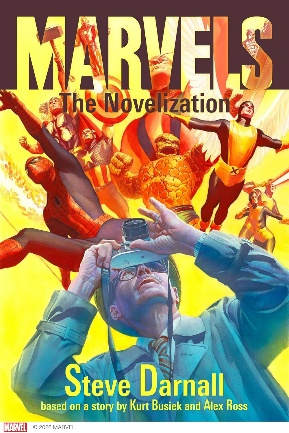 MARVELS
The Novelization
Steve Darnall
based on a story by Kurt Busiek and Alex Ross
MARVEL